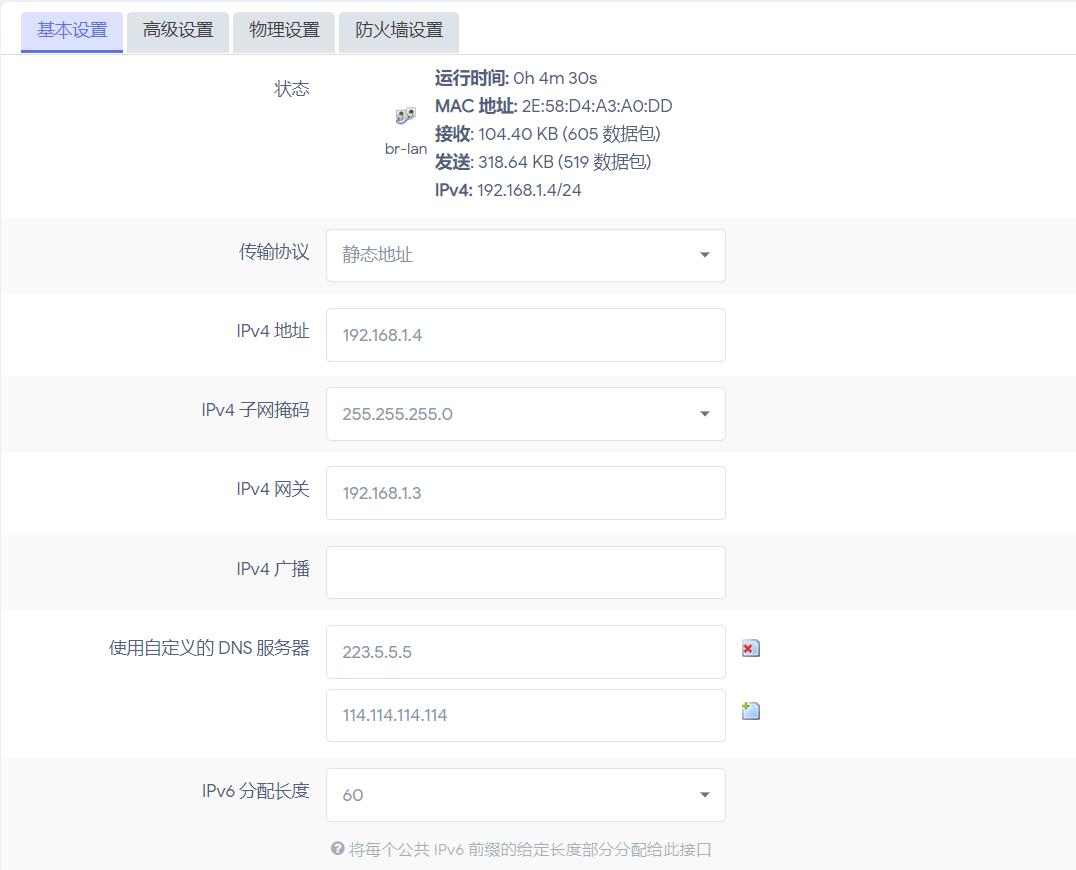 基本设置 高级设置 物理设置 防火墙设置
状态
br-lan
运行时间: 0h 4m 30s
MAC 地址: 2E:58:D4:A3:A0:DD
接收: 104.40 KB (605 数据包)
发送: 318.64 KB (519 数据包)
IPv4: 192.168.1.4/24
传输协议 静态地址
IPv4 地址 192.168.1.4
IPv4 子网掩码 255.255.255.0
IPv4 网关 192.168.1.3
IPv4 广播
使用自定义的 DNS 服务器 223.5.5.5
114.114.114.114
IPv6 分配长度 60
将每个公共 IPv6 前缀的给定长度部分分配给此接口